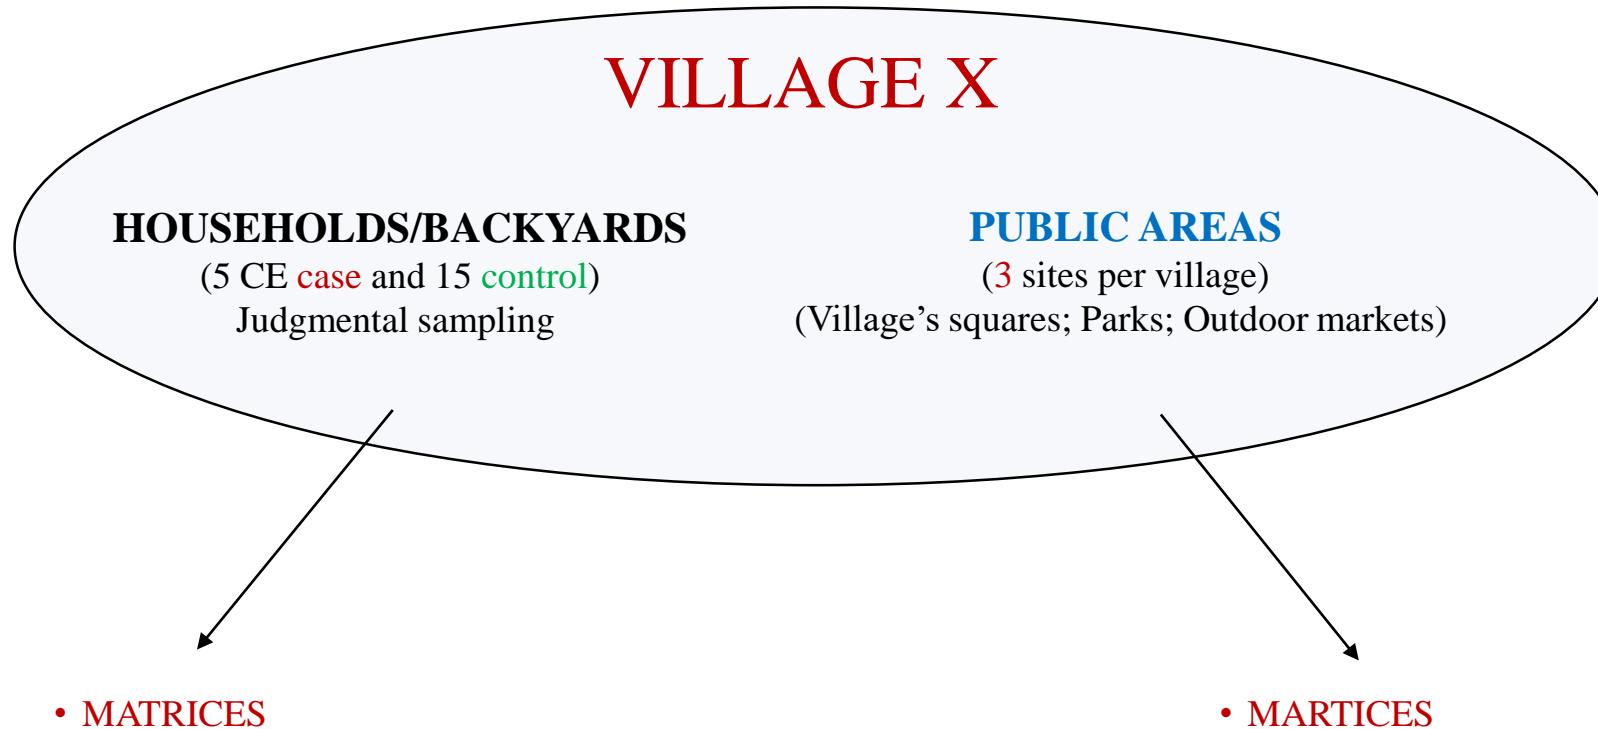 VILLAGE X
HOUSEHOLDS/BACKYARDS
(5 CE case and 15 control)
Judgmental sampling
PUBLIC AREAS
(3 sites per village)
(Village's squares; Parks; Outdoor markets)
• MATRICES
• MARTICES